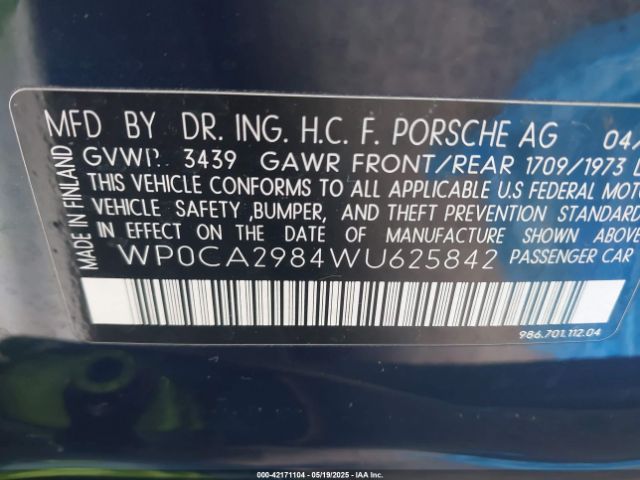 MFD BY DR. ING. H.C. F. PORSCHE AG 04/
GVWR 3439 GAWR FRONT/REAR 1709/1973
THIS VEHICLE CONFORMS TO ALL APPLICABLE U.S FEDERAL MOTOR
VEHICLE SAFETY ,BUMPER, AND THEFT PREVENTION STANDARDS
IN EFFECT ON THE DATE OF MANUFACTURE SHOWN ABOVE
WP0CA2984WU625842 PASSENGER CAR
MADE IN FINLAND
986.701.112.04
000-42171104 - 05/19/2025 - IAA Inc.